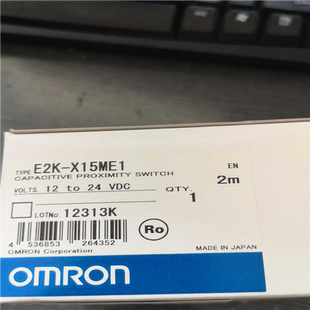 TYPE E2K-X15ME1
CAPACITIVE PROXIMITY SWITCH
EN
VOLTS 12 to 24 VDC
QTY. 1
2m
LOTNo. 12313K
4 536853 264352
Ro
OMRON Corporation
MADE IN JAPAN
OMRON